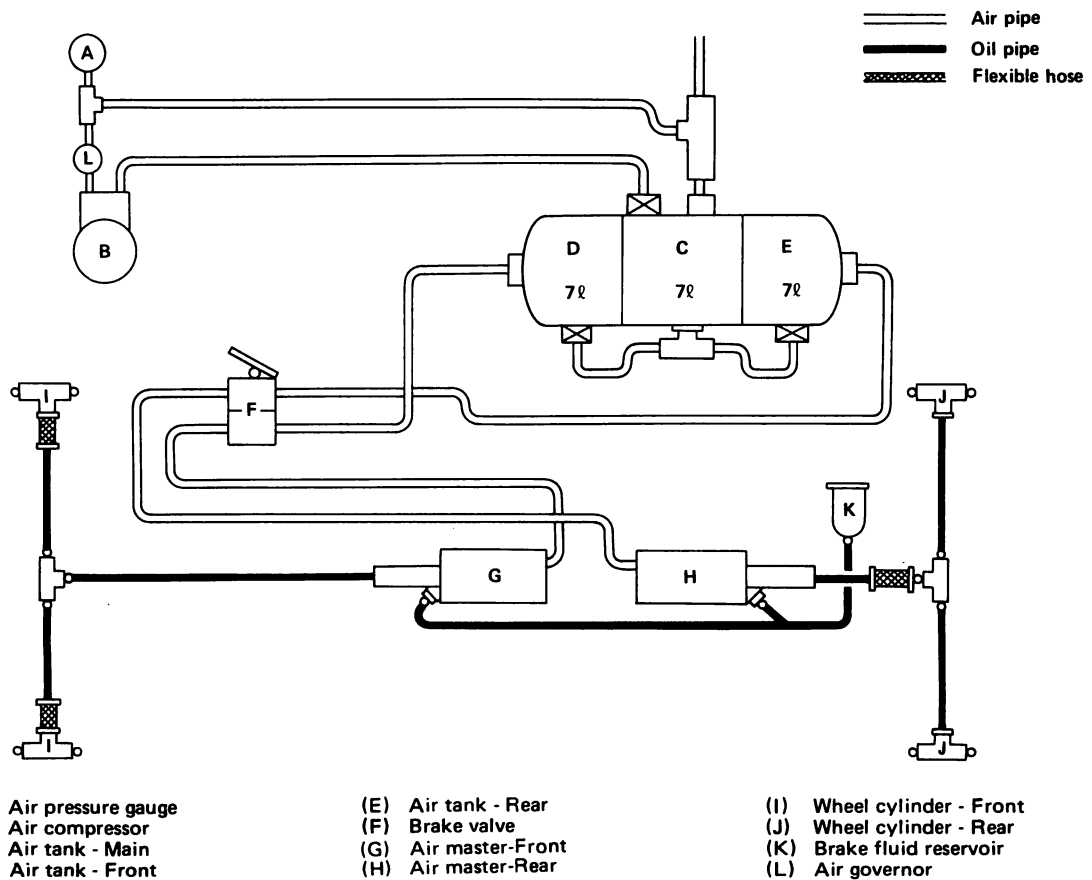 Air pipe
Oil pipe
Flexible hose
A
L
B
D
C
E
7ℓ
7ℓ
7ℓ
F
I
J
K
G
H
I
J
Air pressure gauge
Air compressor
Air tank - Main
Air tank - Front
(E) Air tank - Rear
(F) Brake valve
(G) Air master-Front
(H) Air master-Rear
(I) Wheel cylinder - Front
(J) Wheel cylinder - Rear
(K) Brake fluid reservoir
(L) Air governor